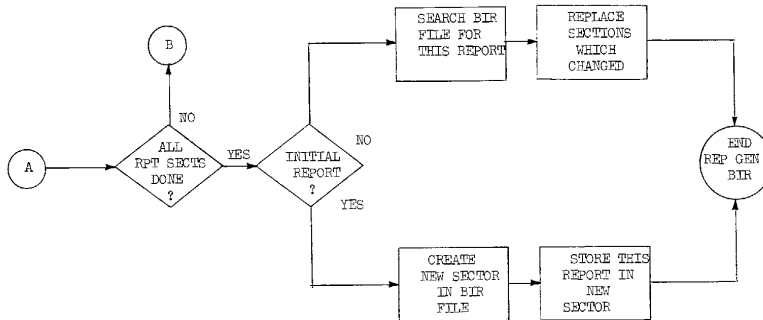 SEARCH BIR
FILE FOR
THIS REPORT
REPLACE
SECTIONS
WHICH
CHANGED
B
NO
A
ALL
RPT SECTS
DONE
?
YES
INITIAL
REPORT
?
NO
YES
END
REP GEN
BIR
CREATE
NEW SECTOR
IN BIR
FILE
STORE THIS
REPORT IN
NEW
SECTOR